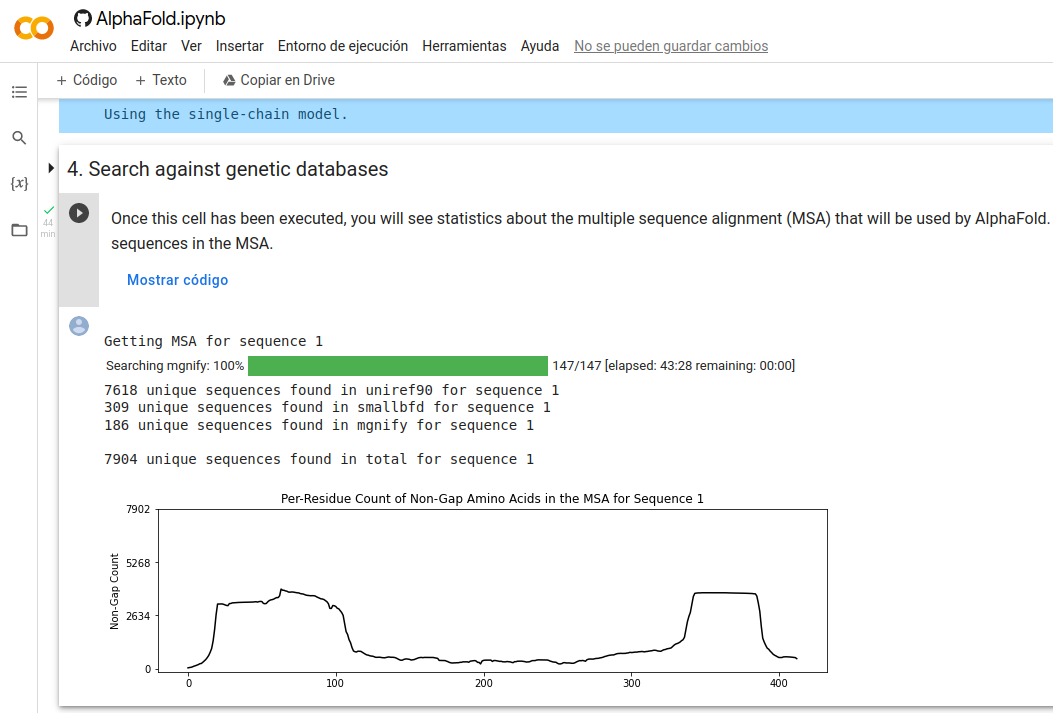 AlphaFold.ipynb
Archivo Editar Ver Insertar Entorno de ejecución Herramientas Ayuda No se pueden guardar cambios
+ Código + Texto Copiar en Drive
Using the single-chain model.
4. Search against genetic databases
{x}
44
min
Once this cell has been executed, you will see statistics about the multiple sequence alignment (MSA) that will be used by AlphaFold.
sequences in the MSA.
Mostrar código
Getting MSA for sequence 1
Searching mgnify: 100% 147/147 [elapsed: 43:28 remaining: 00:00]
7618 unique sequences found in uniref90 for sequence 1
309 unique sequences found in smallbfd for sequence 1
186 unique sequences found in mgnify for sequence 1
7904 unique sequences found in total for sequence 1
Per-Residue Count of Non-Gap Amino Acids in the MSA for Sequence 1
Non-Gap Count
7902
5268
2634
0
0 100 200 300 400